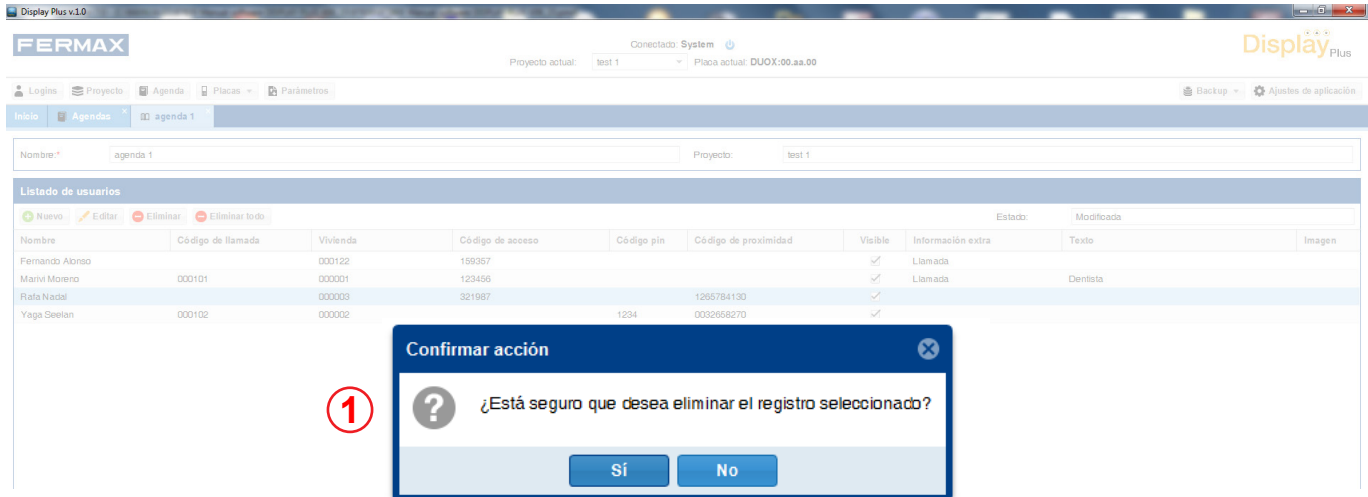 Display Plus v.1.0
FERMAX
Conectado: System
Display Plus
Proyecto actual: test 1 Placa actual: DUOX:00.aa.00
Logins Proyecto Agenda Placas Parámetros Backup Ajustes de aplicación
Inicio Agendas agenda 1
Nombre:* agenda 1 Proyecto: test 1
Listado de usuarios
Nuevo Editar Eliminar Eliminar todo Estado: Modificada
Nombre Código de llamada Vivienda Código de acceso Código pin Código de proximidad Visible Información extra Texto Imagen
Fernando Alonso 000122 159357 Llamada
Marivi Moreno 000101 000001 123456 Llamada Dentista
Rafa Nadal 000003 321987 1265784130
Yaga Seelan 000102 000002 1234 0032658270
Confirmar acción
1
¿Está seguro que desea eliminar el registro seleccionado?
Sí No